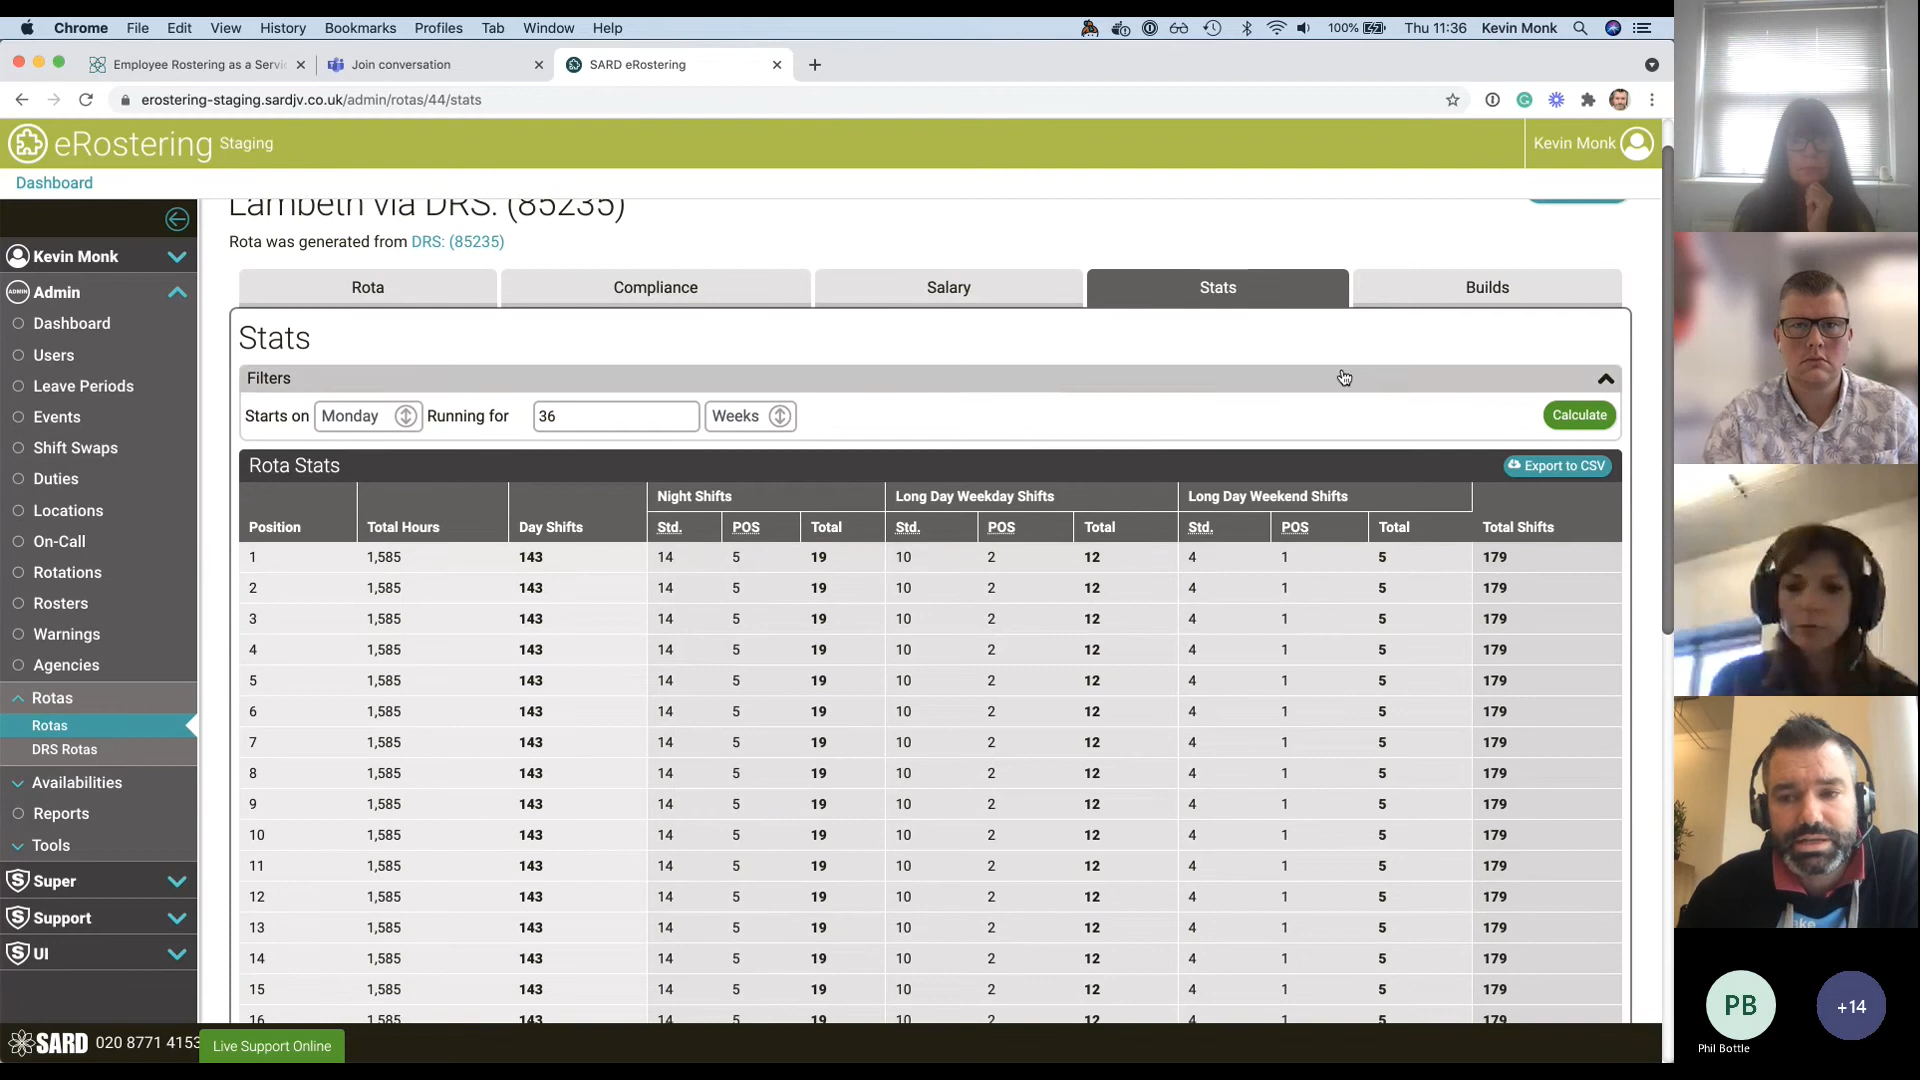 Chrome File Edit View History Bookmarks Profiles Tab Window Help 100% Thu 11:36 Kevin Monk
Employee Rostering as a Servi Join conversation SARD eRostering
erostering-staging.sardjv.co.uk/admin/rotas/44/stats
eRostering Staging Kevin Monk
Dashboard
Lambeth via DRS: (85235)
Rota was generated from DRS: (85235)
Kevin Monk
ADMIN Admin
Dashboard
Users
Leave Periods
Events
Shift Swaps
Duties
Locations
On-Call
Rotations
Rosters
Warnings
Agencies
Rotas
Rotas
DRS Rotas
Availabilities
Reports
Tools
S Super
S Support
S UI
Rota Compliance Salary Stats Builds
Stats
Filters
Starts on Monday Running for 36 Weeks Calculate
Rota Stats Export to CSV
Night Shifts Long Day Weekday Shifts Long Day Weekend Shifts
Position Total Hours Day Shifts Std. POS Total Std. POS Total Std. POS Total Total Shifts
1 1,585 143 14 5 19 10 2 12 4 1 5 179
2 1,585 143 14 5 19 10 2 12 4 1 5 179
3 1,585 143 14 5 19 10 2 12 4 1 5 179
4 1,585 143 14 5 19 10 2 12 4 1 5 179
5 1,585 143 14 5 19 10 2 12 4 1 5 179
6 1,585 143 14 5 19 10 2 12 4 1 5 179
7 1,585 143 14 5 19 10 2 12 4 1 5 179
8 1,585 143 14 5 19 10 2 12 4 1 5 179
9 1,585 143 14 5 19 10 2 12 4 1 5 179
10 1,585 143 14 5 19 10 2 12 4 1 5 179
11 1,585 143 14 5 19 10 2 12 4 1 5 179
12 1,585 143 14 5 19 10 2 12 4 1 5 179
13 1,585 143 14 5 19 10 2 12 4 1 5 179
14 1,585 143 14 5 19 10 2 12 4 1 5 179
15 1,585 143 14 5 19 10 2 12 4 1 5 179
16 1,585 143 14 5 19 10 2 12 4 1 5 179
SARD 020 8771 4153 Live Support Online
PB +14
Phil Bottle